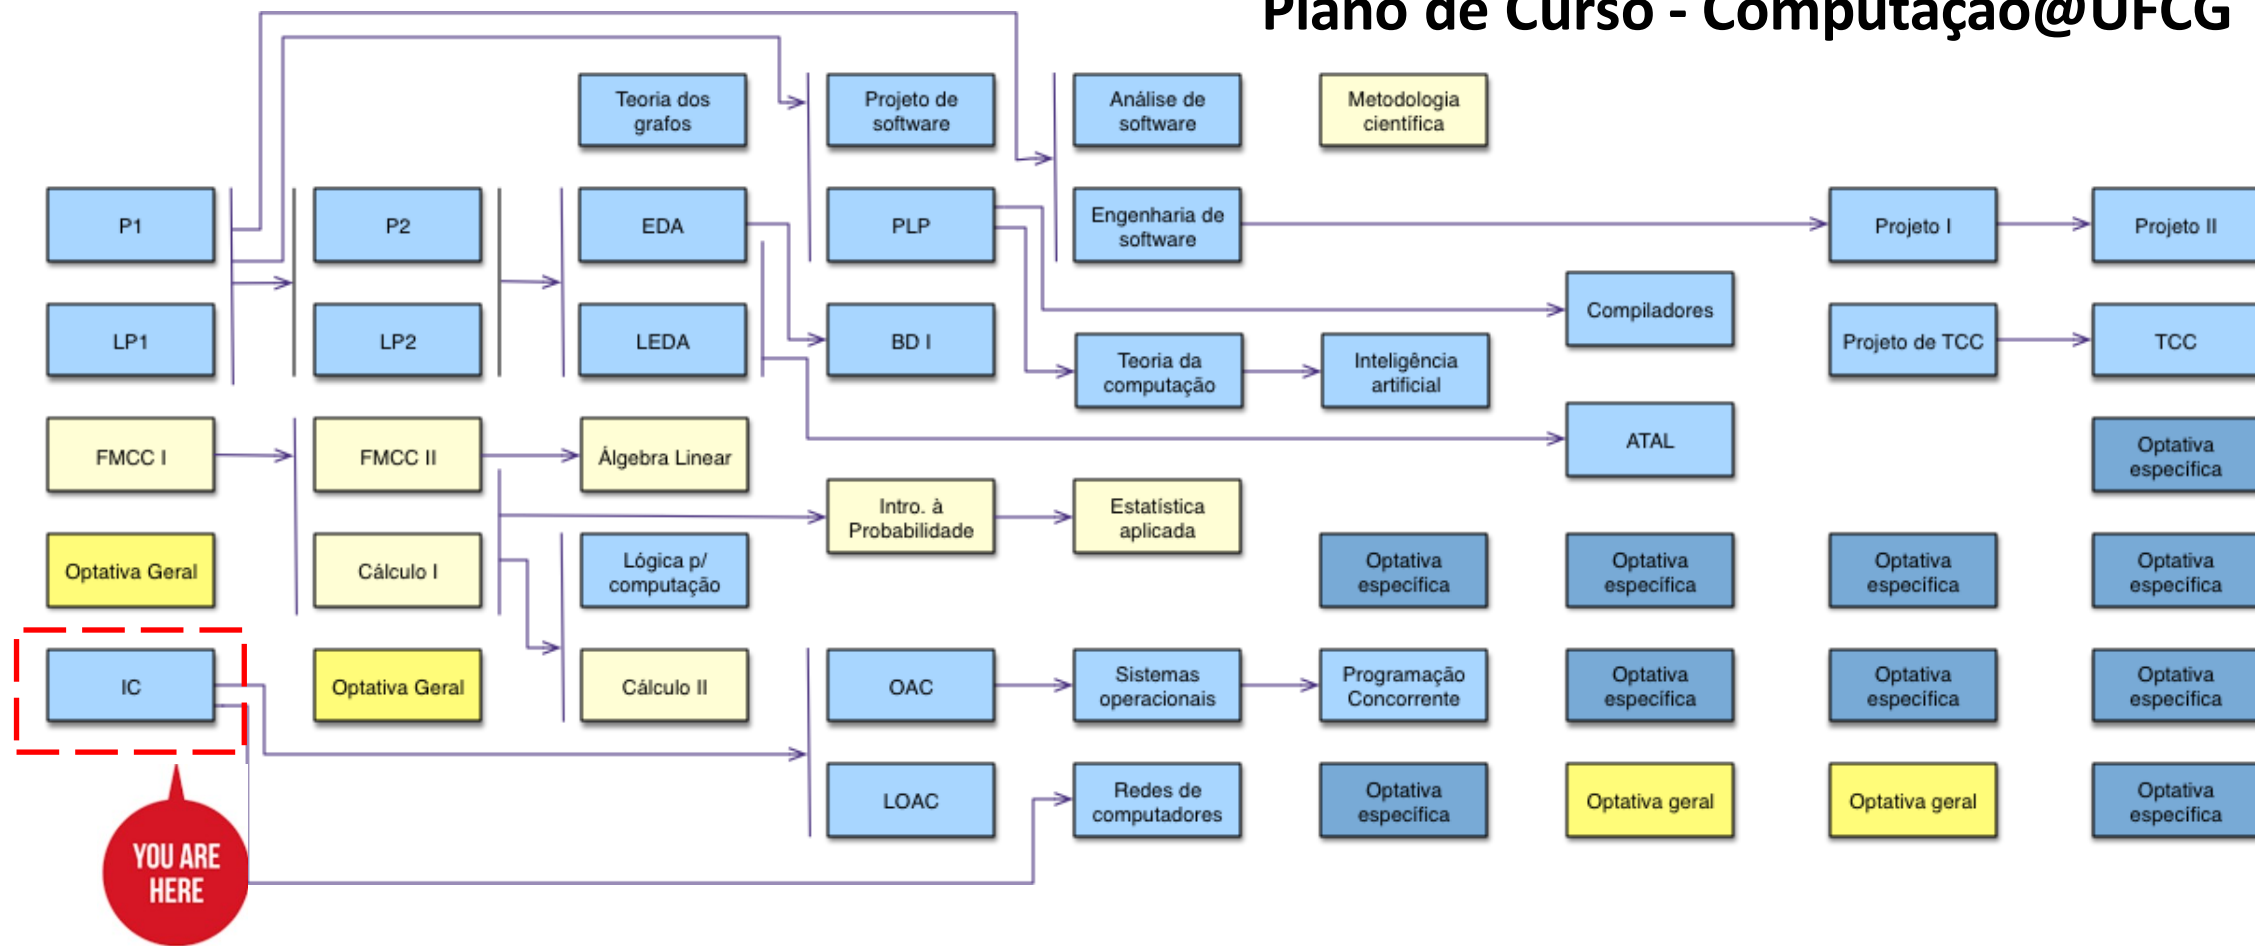 Plano de Curso - Computação@UFCG
Teoria dos
grafos
Projeto de
software
Análise de
software
Metodologia
científica
P1
P2
EDA
PLP
Engenharia de
software
Projeto I
Projeto II
Compiladores
LP1
LP2
LEDA
BD I
Teoria da
computação
Inteligência
artificial
Projeto de TCC
TCC
FMCC I
FMCC II
Álgebra Linear
ATAL
Optativa
específica
Intro. à
Probabilidade
Estatística
aplicada
Optativa Geral
Cálculo I
Lógica p/
computação
Optativa
específica
Optativa
específica
Optativa
específica
Optativa
específica
IC
Optativa Geral
Cálculo II
OAC
Sistemas
operacionais
Programação
Concorrente
Optativa
específica
Optativa
específica
Optativa
específica
LOAC
Redes de
computadores
Optativa
específica
Optativa geral
Optativa geral
Optativa
específica
YOU ARE
HERE